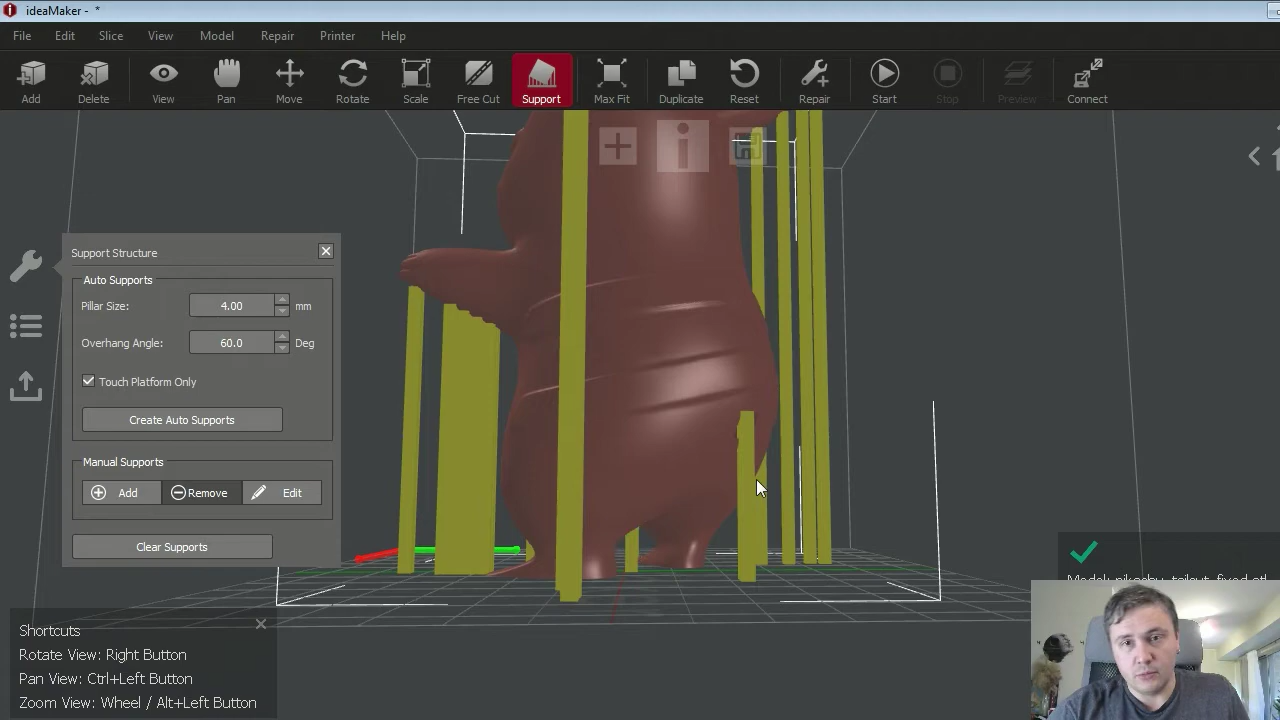 ideaMaker - *
File Edit Slice View Model Repair Printer Help
Add Delete View Pan Move Rotate Scale Free Cut Support Max Fit Duplicate Reset Repair Start Stop Preview Connect
Support Structure
Auto Supports
Pillar Size: 4.00 mm
Overhang Angle: 60.0 Deg
Touch Platform Only
Create Auto Supports
Manual Supports
Add Remove Edit
Clear Supports
Shortcuts
Rotate View: Right Button
Pan View: Ctrl+Left Button
Zoom View: Wheel / Alt+Left Button